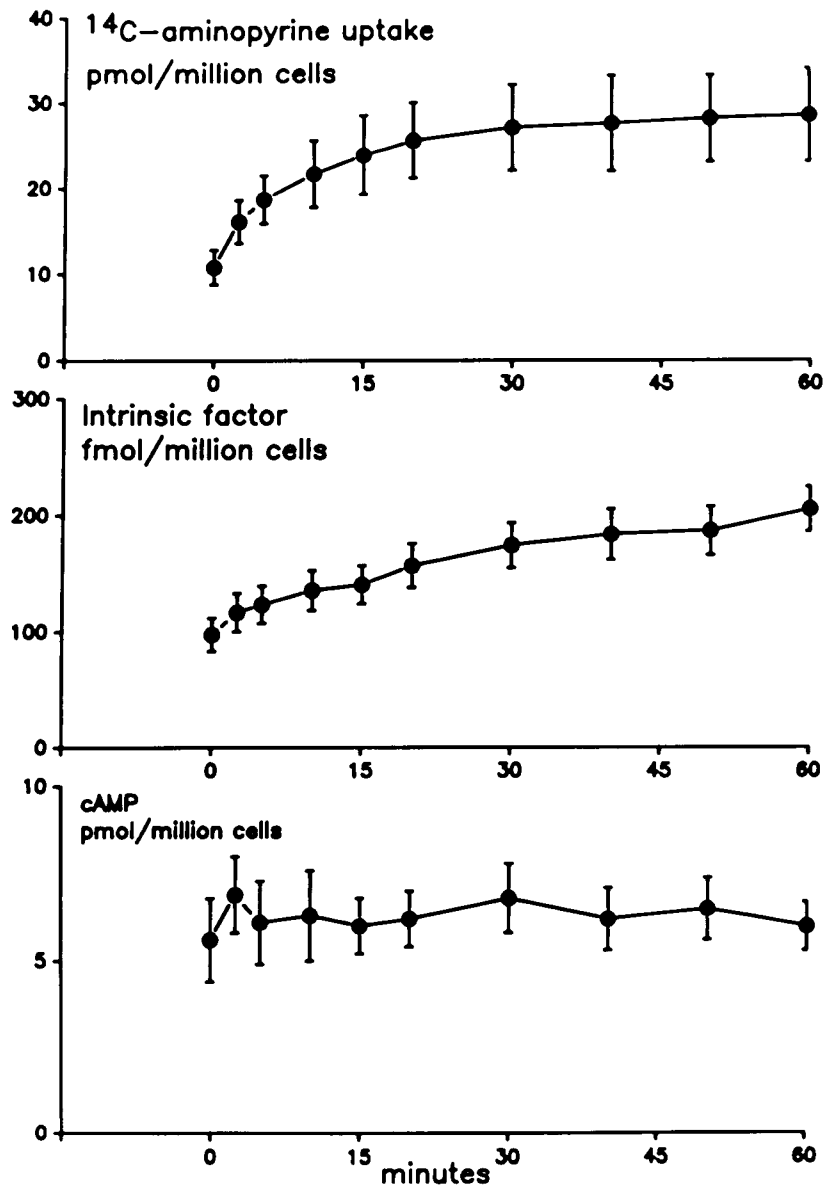 40
14C-aminopyrine uptake
pmol/million cells
30
20
10
0
0 15 30 45 60
300
Intrinsic factor
fmol/million cells
200
100
0
0 15 30 45 60
10
cAMP
pmol/million cells
5
0
0 15 30 45 60
minutes